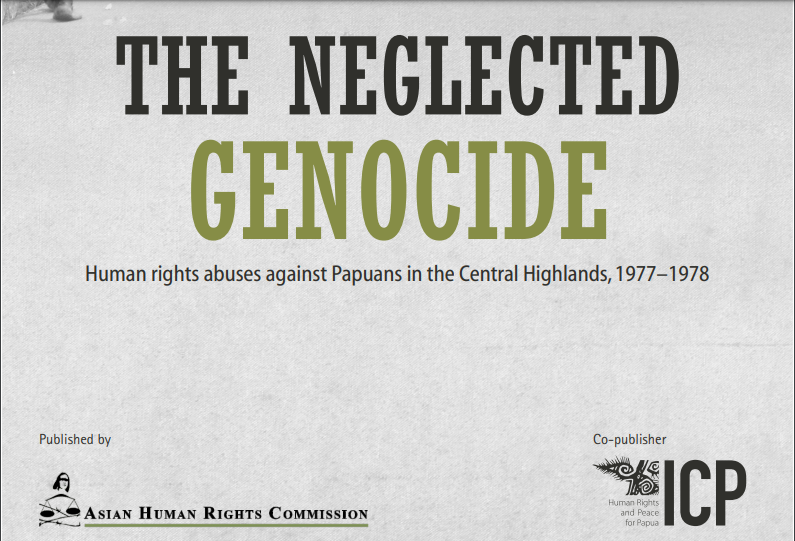 THE NEGLECTED
GENOCIDE
Human rights abuses against Papuans in the Central Highlands, 1977–1978
Published by
ASIAN HUMAN RIGHTS COMMISSION
Co-publisher
Human Rights
and Peace
for Papua
ICP